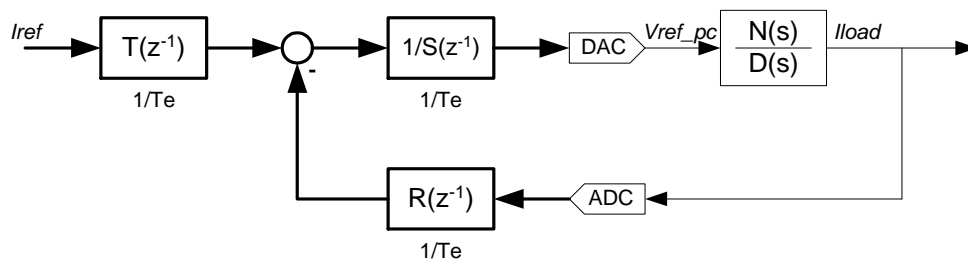 Iref
T(z⁻¹)
1/Te
-
1/S(z⁻¹)
1/Te
DAC
Vref_pc
N(s)
D(s)
Iload
R(z⁻¹)
1/Te
ADC